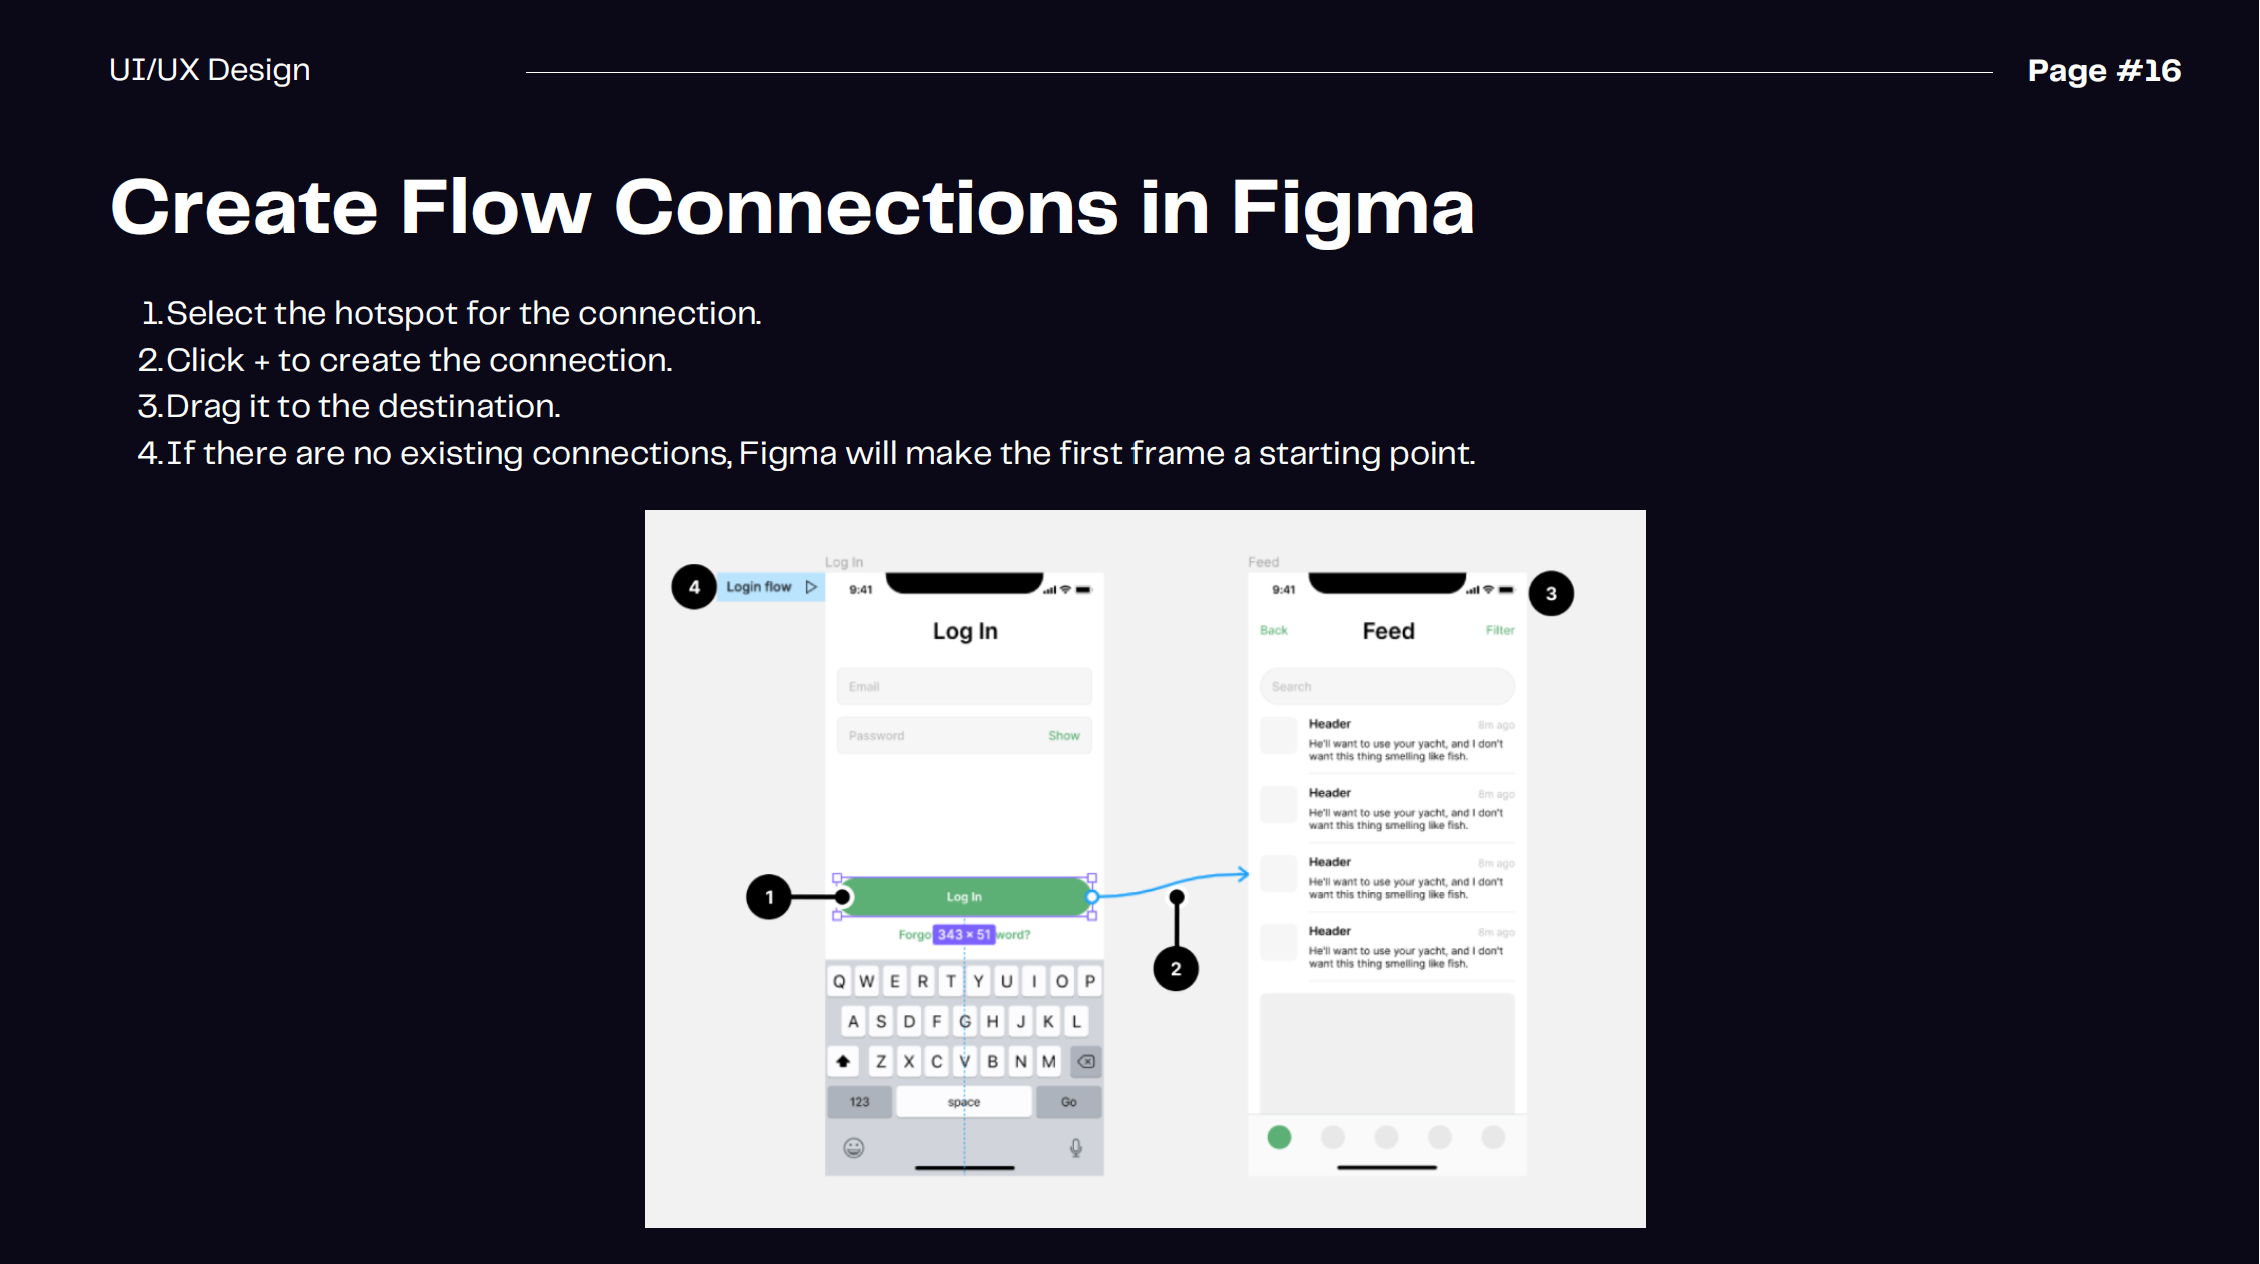 UI/UX Design
Page #16
Create Flow Connections in Figma
1.Select the hotspot for the connection.
2.Click + to create the connection.
3.Drag it to the destination.
4.If there are no existing connections, Figma will make the first frame a starting point.
Log In
4
Login flow
9:41
Log In
Email
Password
Show
1
Log In
Forgo 343 × 51 word?
Q W E R T Y U I O P
A S D F G H J K L
Z X C V B N M
123 space Go
2
Feed
9:41
3
Back
Feed
Filter
Search
Header 8m ago
He'll want to use your yacht, and I don't
want this thing smelling like fish.
Header 8m ago
He'll want to use your yacht, and I don't
want this thing smelling like fish.
Header 8m ago
He'll want to use your yacht, and I don't
want this thing smelling like fish.
Header 8m ago
He'll want to use your yacht, and I don't
want this thing smelling like fish.